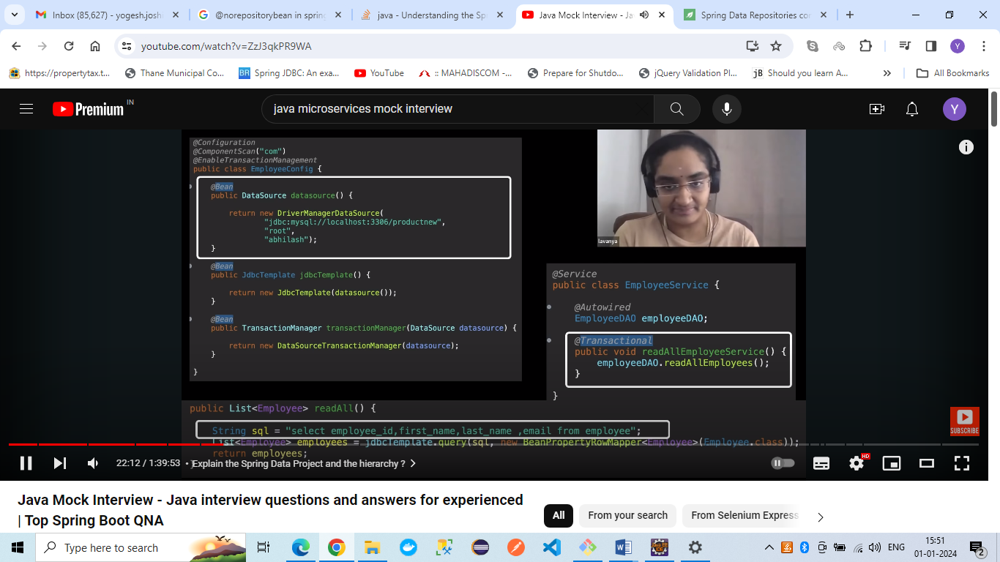 Inbox (85,627) - yogesh.joshi
@norepositorybean in spring
java - Understanding the Sp
Java Mock Interview - Ja
Spring Data Repositories co
youtube.com/watch?v=ZzJ3qkPR9WA
Y
https://propertytax.t...
Thane Municipal Co...
BR Spring JDBC: An exa...
YouTube
:: MAHADISCOM -...
Prepare for Shutdo...
jQuery Validation Pl...
jB Should you learn A...
All Bookmarks
Premium IN
java microservices mock interview
Y
@Configuration
@ComponentScan("com")
@EnableTransactionManagement
public class EmployeeConfig {
@Bean
public DataSource datasource() {
return new DriverManagerDataSource(
"jdbc:mysql://localhost:3306/productnew",
"root",
"abhilash");
}
@Bean
public JdbcTemplate jdbcTemplate() {
return new JdbcTemplate(datasource());
}
@Bean
public TransactionManager transactionManager(DataSource datasource) {
return new DataSourceTransactionManager(datasource);
}
}
lavanya
@Service
public class EmployeeService {
@Autowired
EmployeeDAO employeeDAO;
@Transactional
public void readAllEmployeeService() {
employeeDAO.readAllEmployees();
}
}
public List<Employee> readAll() {
String sql = "select employee_id,first_name,last_name ,email from employee";
List<Employee> employees = jdbcTemplate.query(sql, new BeanPropertyRowMapper<Employee>(Employee.class));
return employees;
SUBSCRIBE
22:12 / 1:39:53 • Explain the Spring Data Project and the hierarchy ?
HD
Java Mock Interview - Java interview questions and answers for experienced
| Top Spring Boot QNA
All
From your search
From Selenium Express
Type here to search
ENG
15:51
01-01-2024
2